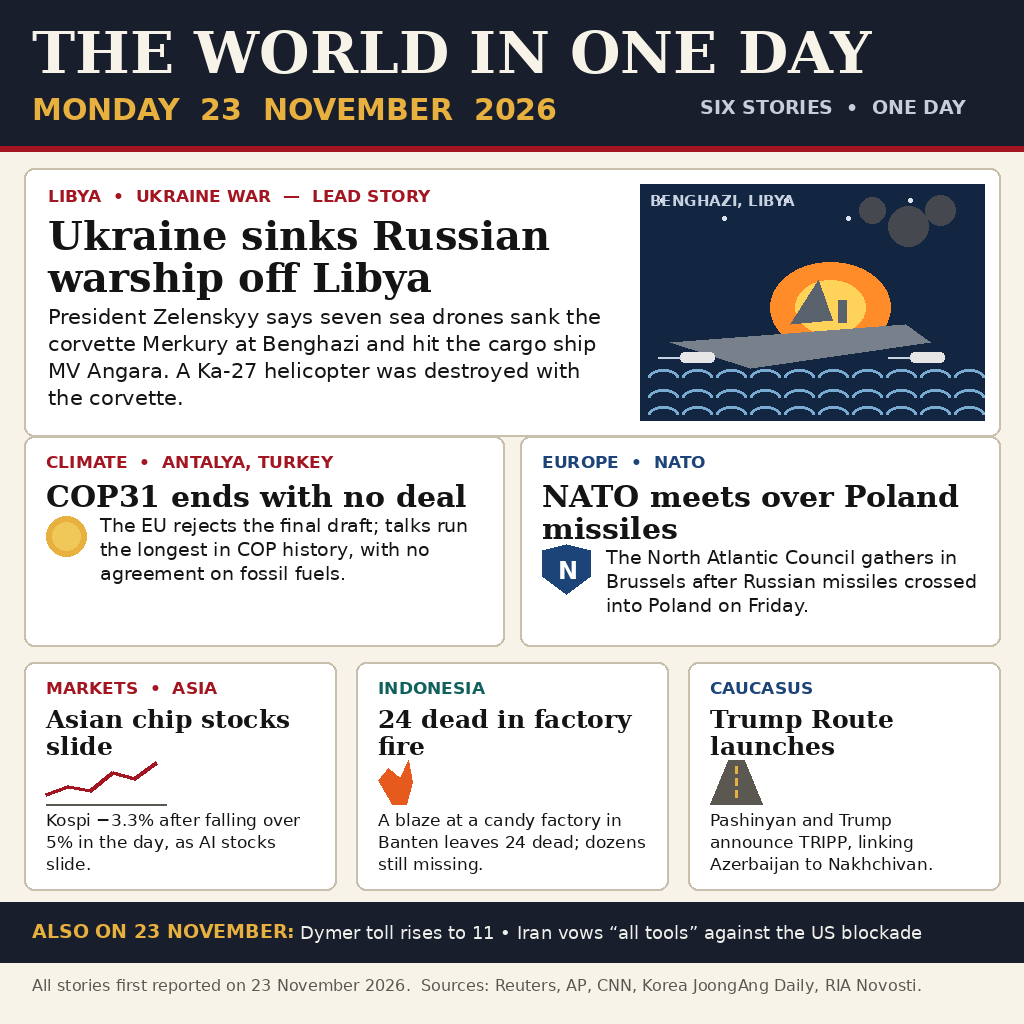 THE WORLD IN ONE DAY
MONDAY 23 NOVEMBER 2026
SIX STORIES • ONE DAY
LIBYA • UKRAINE WAR — LEAD STORY
Ukraine sinks Russian
warship off Libya
President Zelenskyy says seven sea drones sank the
corvette Merkury at Benghazi and hit the cargo ship
MV Angara. A Ka-27 helicopter was destroyed with
the corvette.
BENGHAZI, LIBYA
CLIMATE • ANTALYA, TURKEY
COP31 ends with no deal
The EU rejects the final draft; talks run
the longest in COP history, with no
agreement on fossil fuels.
EUROPE • NATO
NATO meets over Poland
missiles
N
The North Atlantic Council gathers in
Brussels after Russian missiles crossed
into Poland on Friday.
MARKETS • ASIA
Asian chip stocks
slide
Kospi −3.3% after falling over
5% in the day, as AI stocks
slide.
INDONESIA
24 dead in factory
fire
A blaze at a candy factory in
Banten leaves 24 dead; dozens
still missing.
CAUCASUS
Trump Route
launches
Pashinyan and Trump
announce TRIPP, linking
Azerbaijan to Nakhchivan.
ALSO ON 23 NOVEMBER: Dymer toll rises to 11 • Iran vows “all tools” against the US blockade
All stories first reported on 23 November 2026. Sources: Reuters, AP, CNN, Korea JoongAng Daily, RIA Novosti.